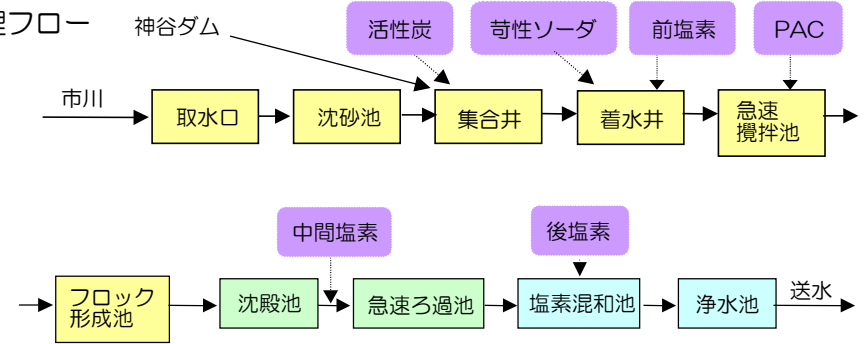 理フロー
神谷ダム
活性炭
苛性ソーダ
前塩素
PAC
市川
取水口
沈砂池
集合井
着水井
急速
攪拌池
中間塩素
後塩素
フロック
形成池
沈殿池
急速ろ過池
塩素混和池
浄水池
送水